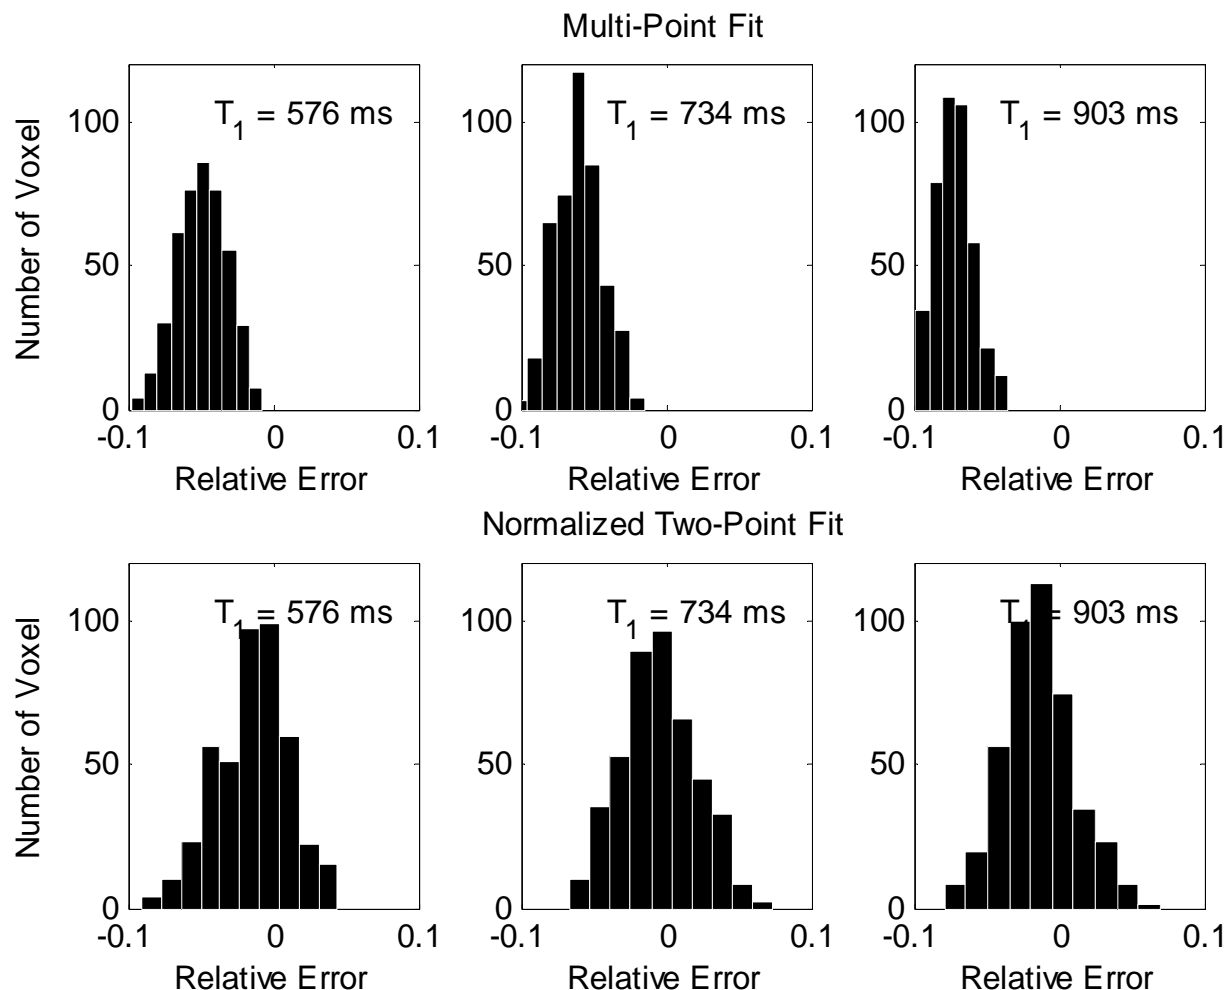 Multi-Point Fit
T1 = 576 ms
T1 = 734 ms
T1 = 903 ms
Number of Voxel
100
50
0
-0.1 0 0.1
Relative Error
100
50
0
-0.1 0 0.1
Relative Error
100
50
0
-0.1 0 0.1
Relative Error
Normalized Two-Point Fit
T1 = 576 ms
T1 = 734 ms
T1 = 903 ms
Number of Voxel
100
50
0
-0.1 0 0.1
Relative Error
100
50
0
-0.1 0 0.1
Relative Error
100
50
0
-0.1 0 0.1
Relative Error